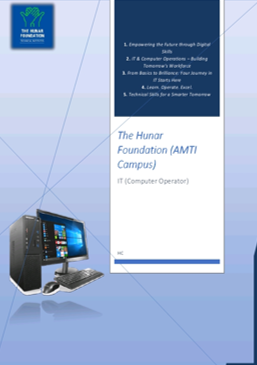 THE HUNAR
FOUNDATION
1. Empowering the Future through Digital
Skills
2. IT & Computer Operations – Building
Tomorrow's Workforce
3. From Basics to Brilliance: Your Journey in
IT Starts Here
4. Learn. Operate. Excel.
5. Technical Skills for a Smarter Tomorrow
The Hunar
Foundation (AMTI
Campus)
IT (Computer Operator)